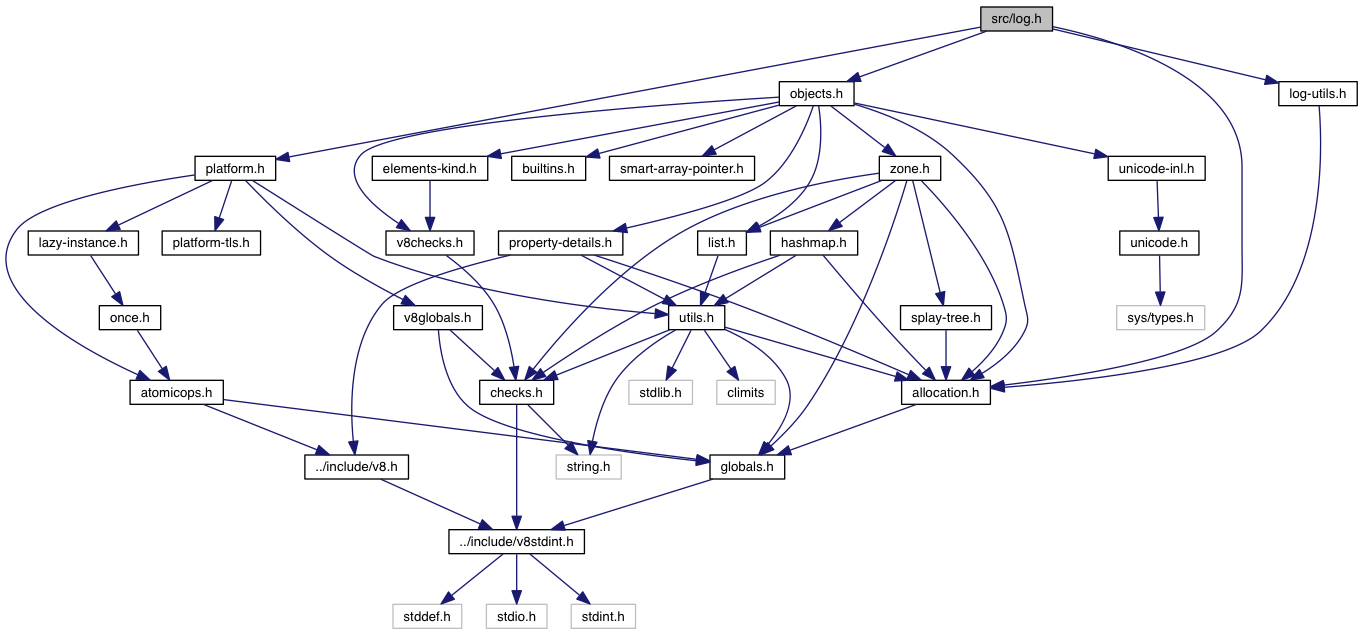 src/log.h
objects.h
log-utils.h
platform.h
elements-kind.h
builtins.h
smart-array-pointer.h
zone.h
unicode-inl.h
lazy-instance.h
platform-tls.h
v8checks.h
property-details.h
list.h
hashmap.h
unicode.h
once.h
v8globals.h
utils.h
splay-tree.h
sys/types.h
atomicops.h
checks.h
stdlib.h
climits
allocation.h
../include/v8.h
string.h
globals.h
../include/v8stdint.h
stddef.h
stdio.h
stdint.h